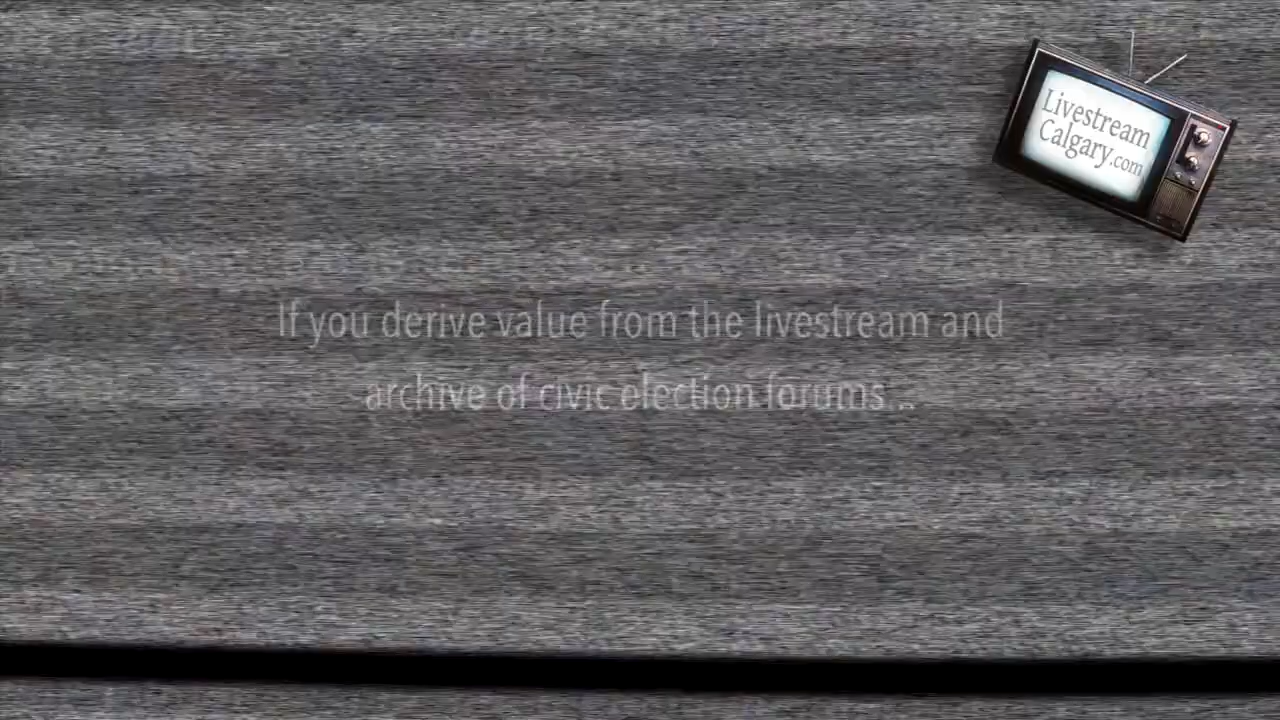 Livestream
Calgary.com
If you derive value from the livestream and
archive of civic election forums...